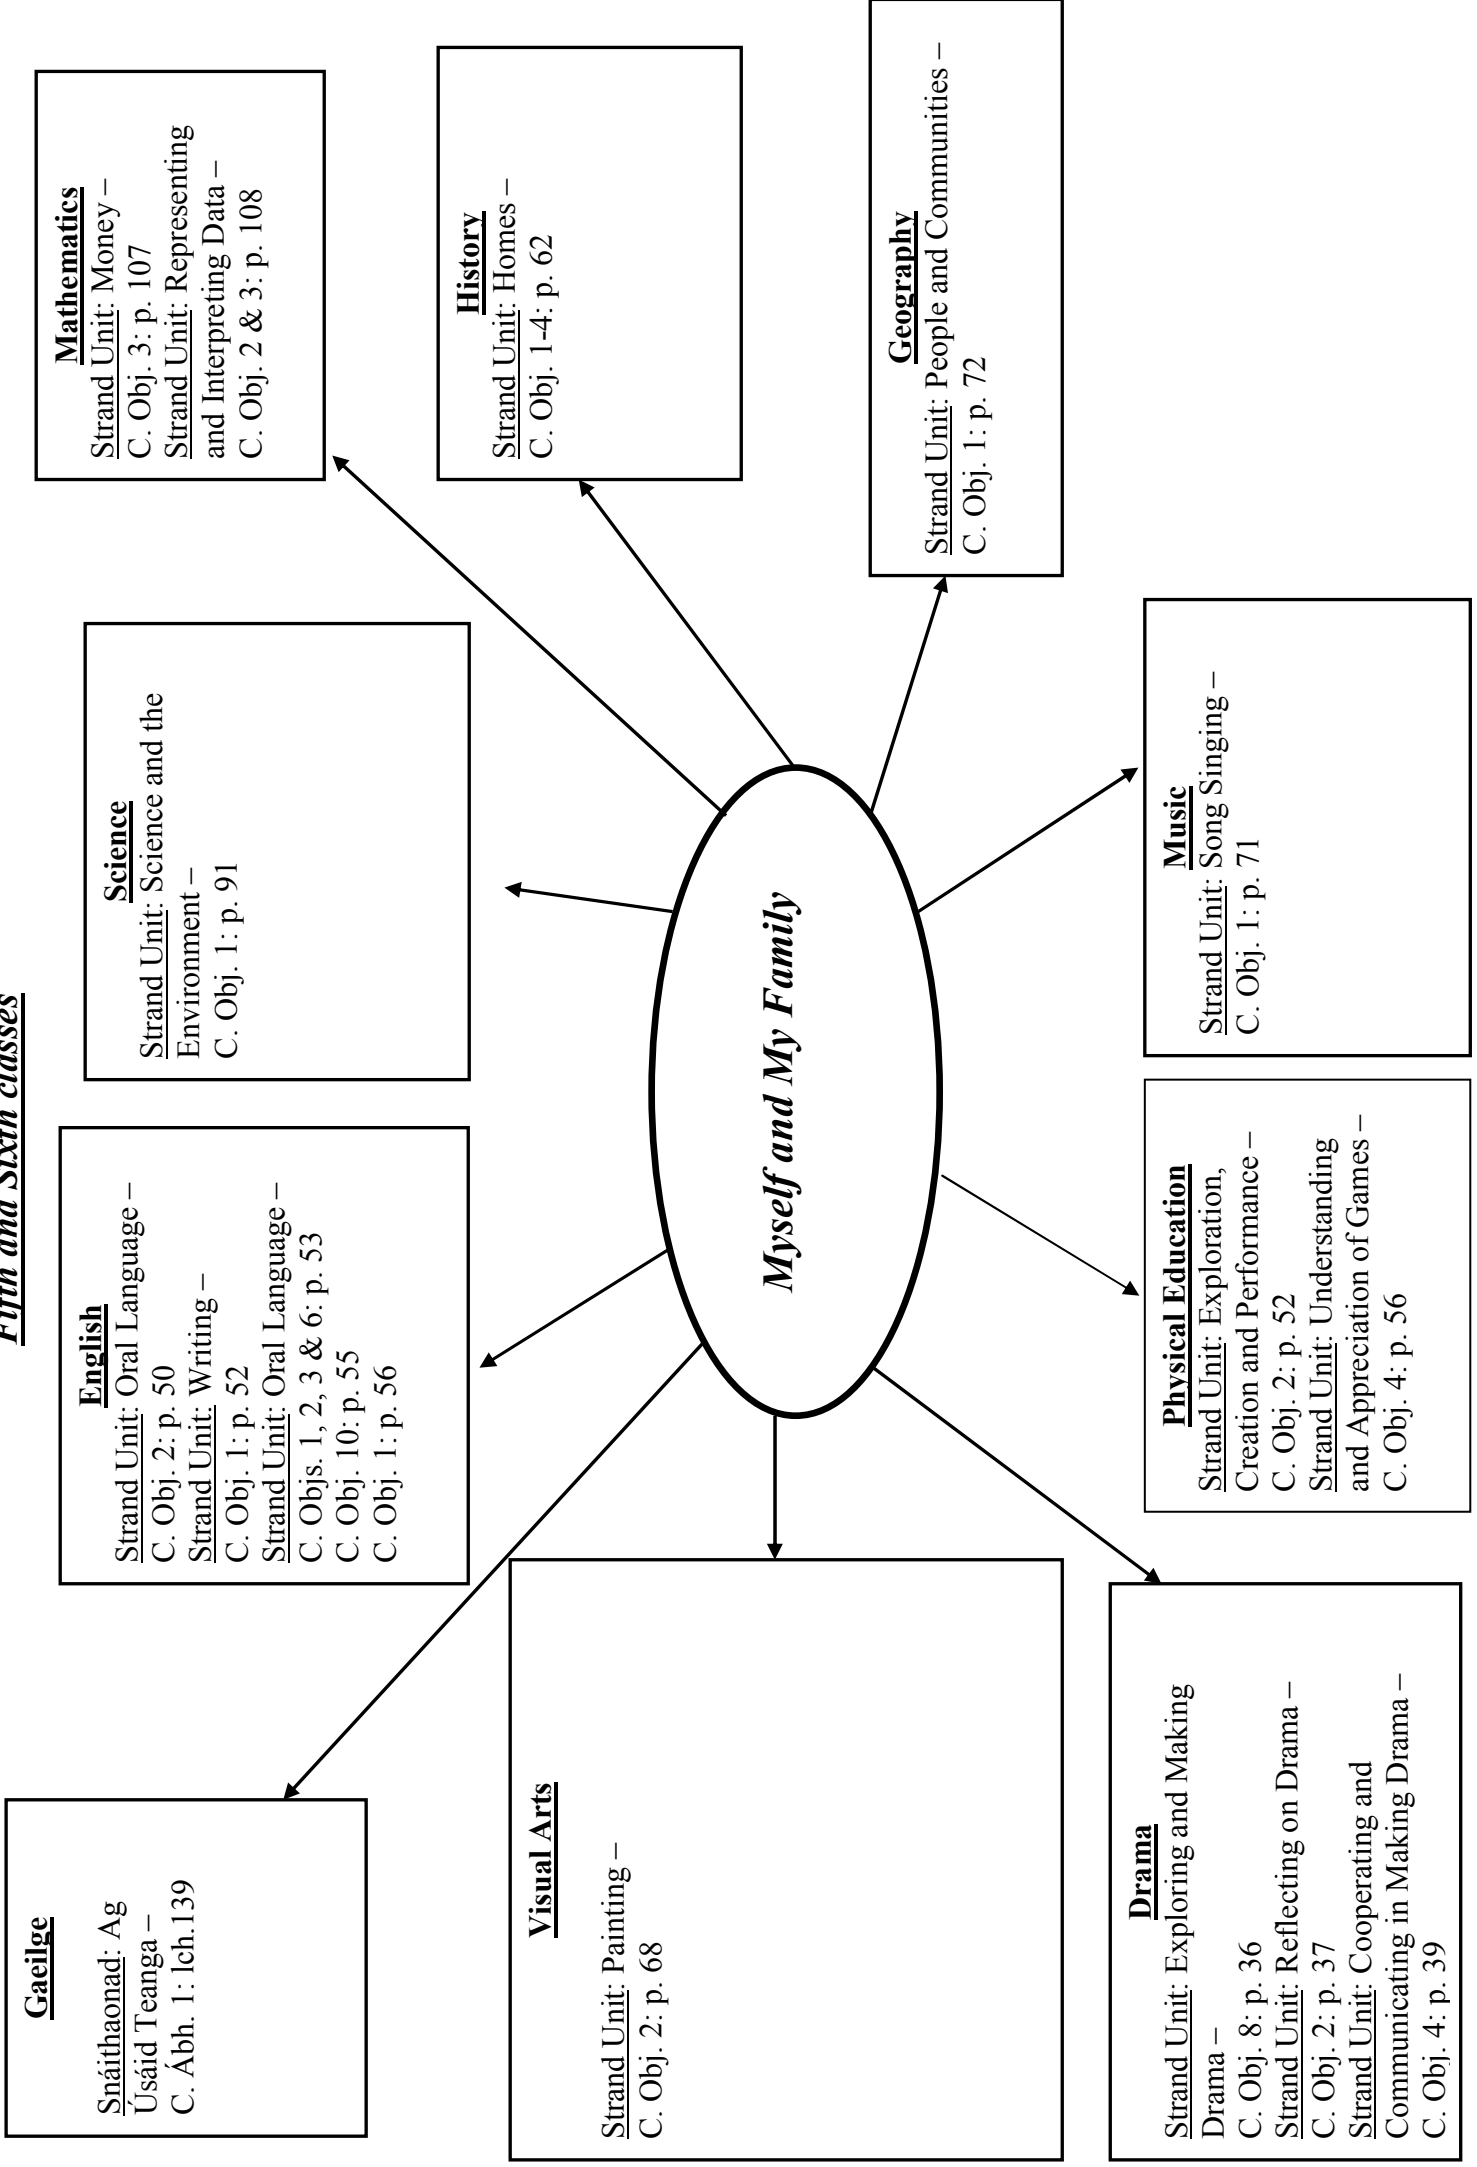 Fifth and Sixth classes
Gaeilge
Snáithaonad: Ag
Úsáid Teanga –
C. Ábh. 1: lch.139
English
Strand Unit: Oral Language –
C. Obj. 2: p. 50
Strand Unit: Writing –
C. Obj. 1: p. 52
Strand Unit: Oral Language –
C. Objs. 1, 2, 3 & 6: p. 53
C. Obj. 10: p. 55
C. Obj. 1: p. 56
Science
Strand Unit: Science and the
Environment –
C. Obj. 1: p. 91
Mathematics
Strand Unit: Money –
C. Obj. 3: p. 107
Strand Unit: Representing
and Interpreting Data –
C. Obj. 2 & 3: p. 108
History
Strand Unit: Homes –
C. Obj. 1-4: p. 62
Visual Arts
Strand Unit: Painting –
C. Obj. 2: p. 68
Myself and My Family
Geography
Strand Unit: People and Communities –
C. Obj. 1: p. 72
Drama
Strand Unit: Exploring and Making
Drama –
C. Obj. 8: p. 36
Strand Unit: Reflecting on Drama –
C. Obj. 2: p. 37
Strand Unit: Cooperating and
Communicating in Making Drama –
C. Obj. 4: p. 39
Physical Education
Strand Unit: Exploration,
Creation and Performance –
C. Obj. 2: p. 52
Strand Unit: Understanding
and Appreciation of Games –
C. Obj. 4: p. 56
Music
Strand Unit: Song Singing –
C. Obj. 1: p. 71